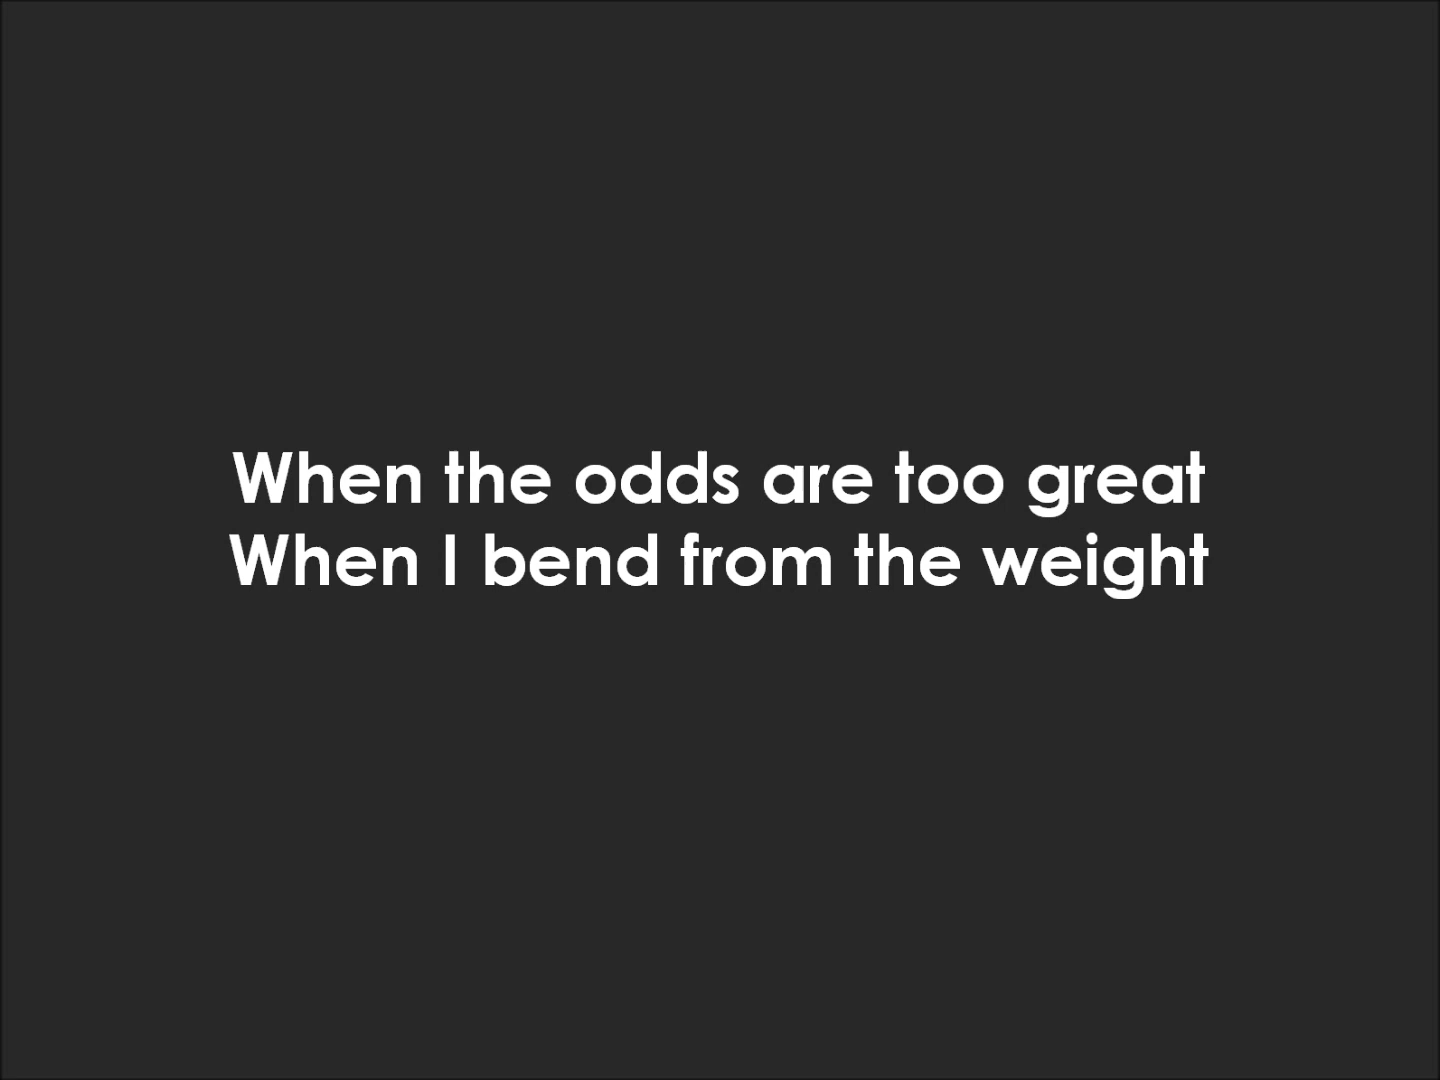 When the odds are too great
When I bend from the weight